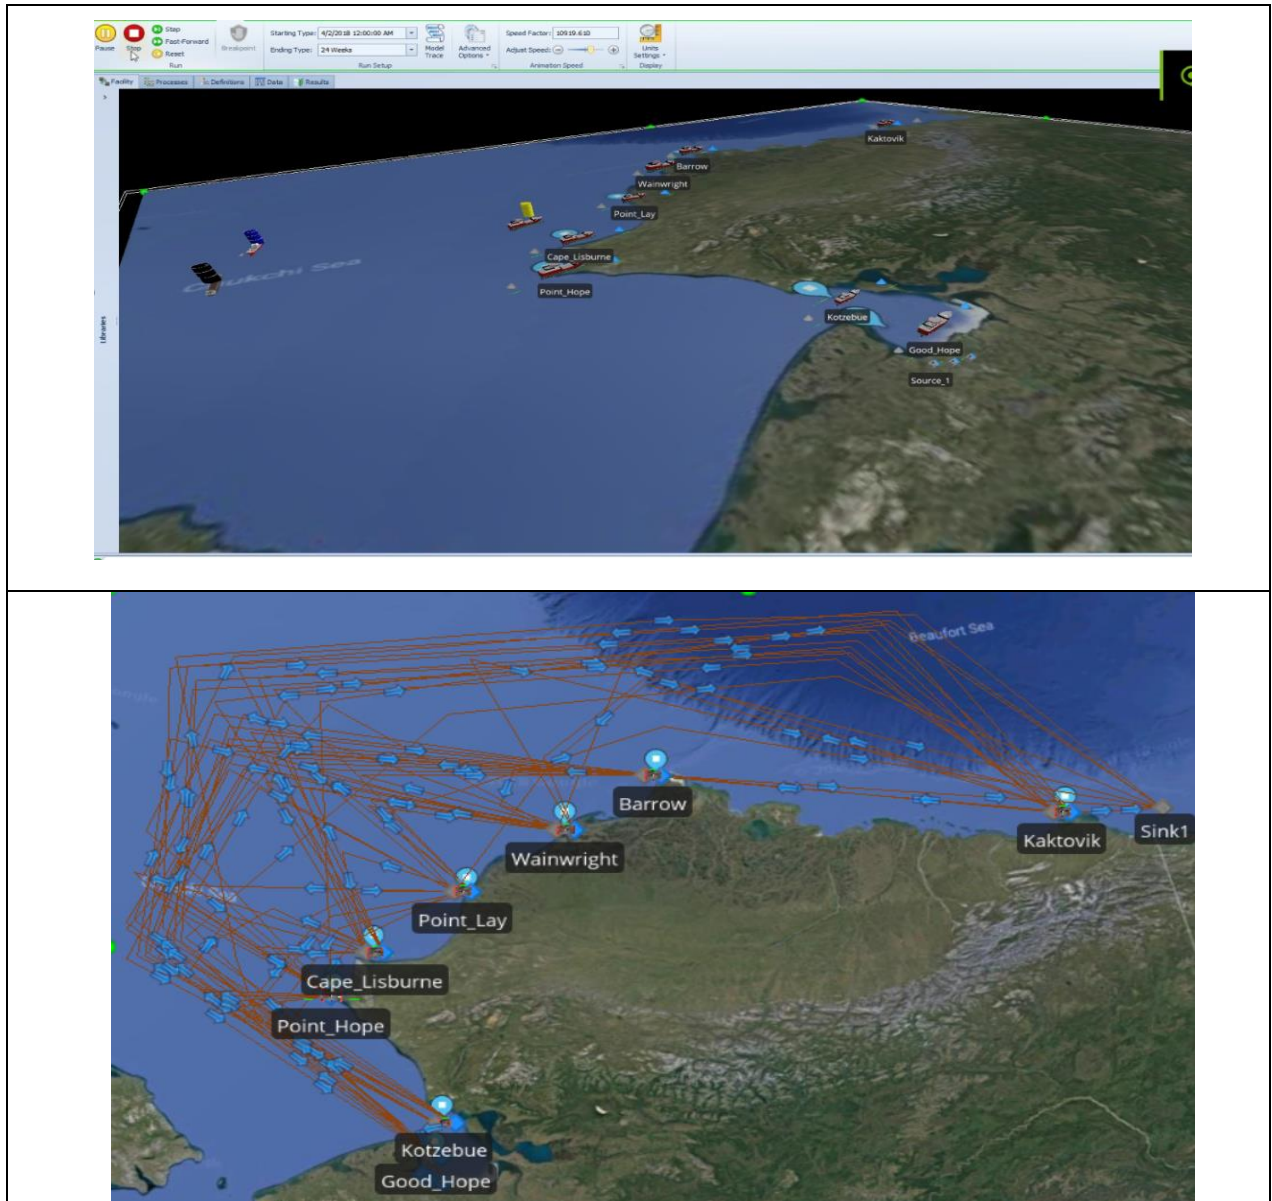 Step
Fast-Forward
Reset
Pause
Stop
Breakpoint
Run
Starting Type: 4/2/2018 12:00:00 AM
Ending Type: 24 Weeks
Model Trace
Advanced Options
Run Setup
Speed Factor: 10919.610
Adjust Speed:
Animation Speed
Units Settings
Display
Facility Processes Definitions Data Results
Libraries
Kaktovik
Barrow
Wainwright
Point_Lay
Cape_Lisburne
Point_Hope
Chukchi Sea
Kotzebue
Good_Hope
Source_1
Beaufort Sea
Barrow
Kaktovik
Sink1
Wainwright
Point_Lay
Cape_Lisburne
Point_Hope
Kotzebue
Good_Hope